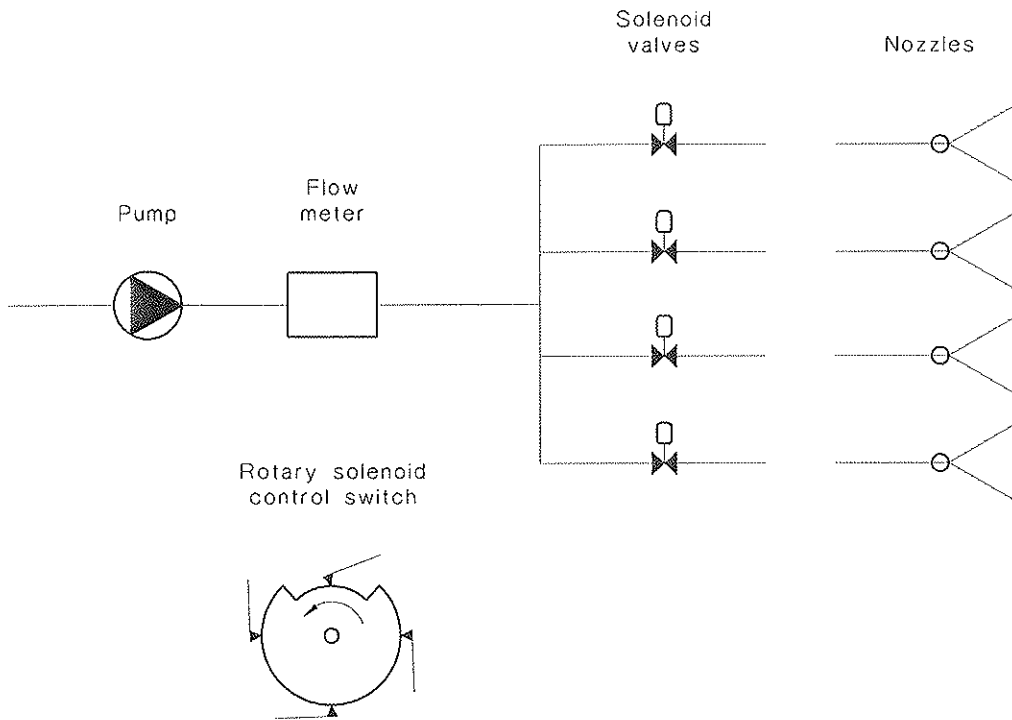 Solenoid
valves
Nozzles
Flow
meter
Pump
Rotary solenoid
control switch